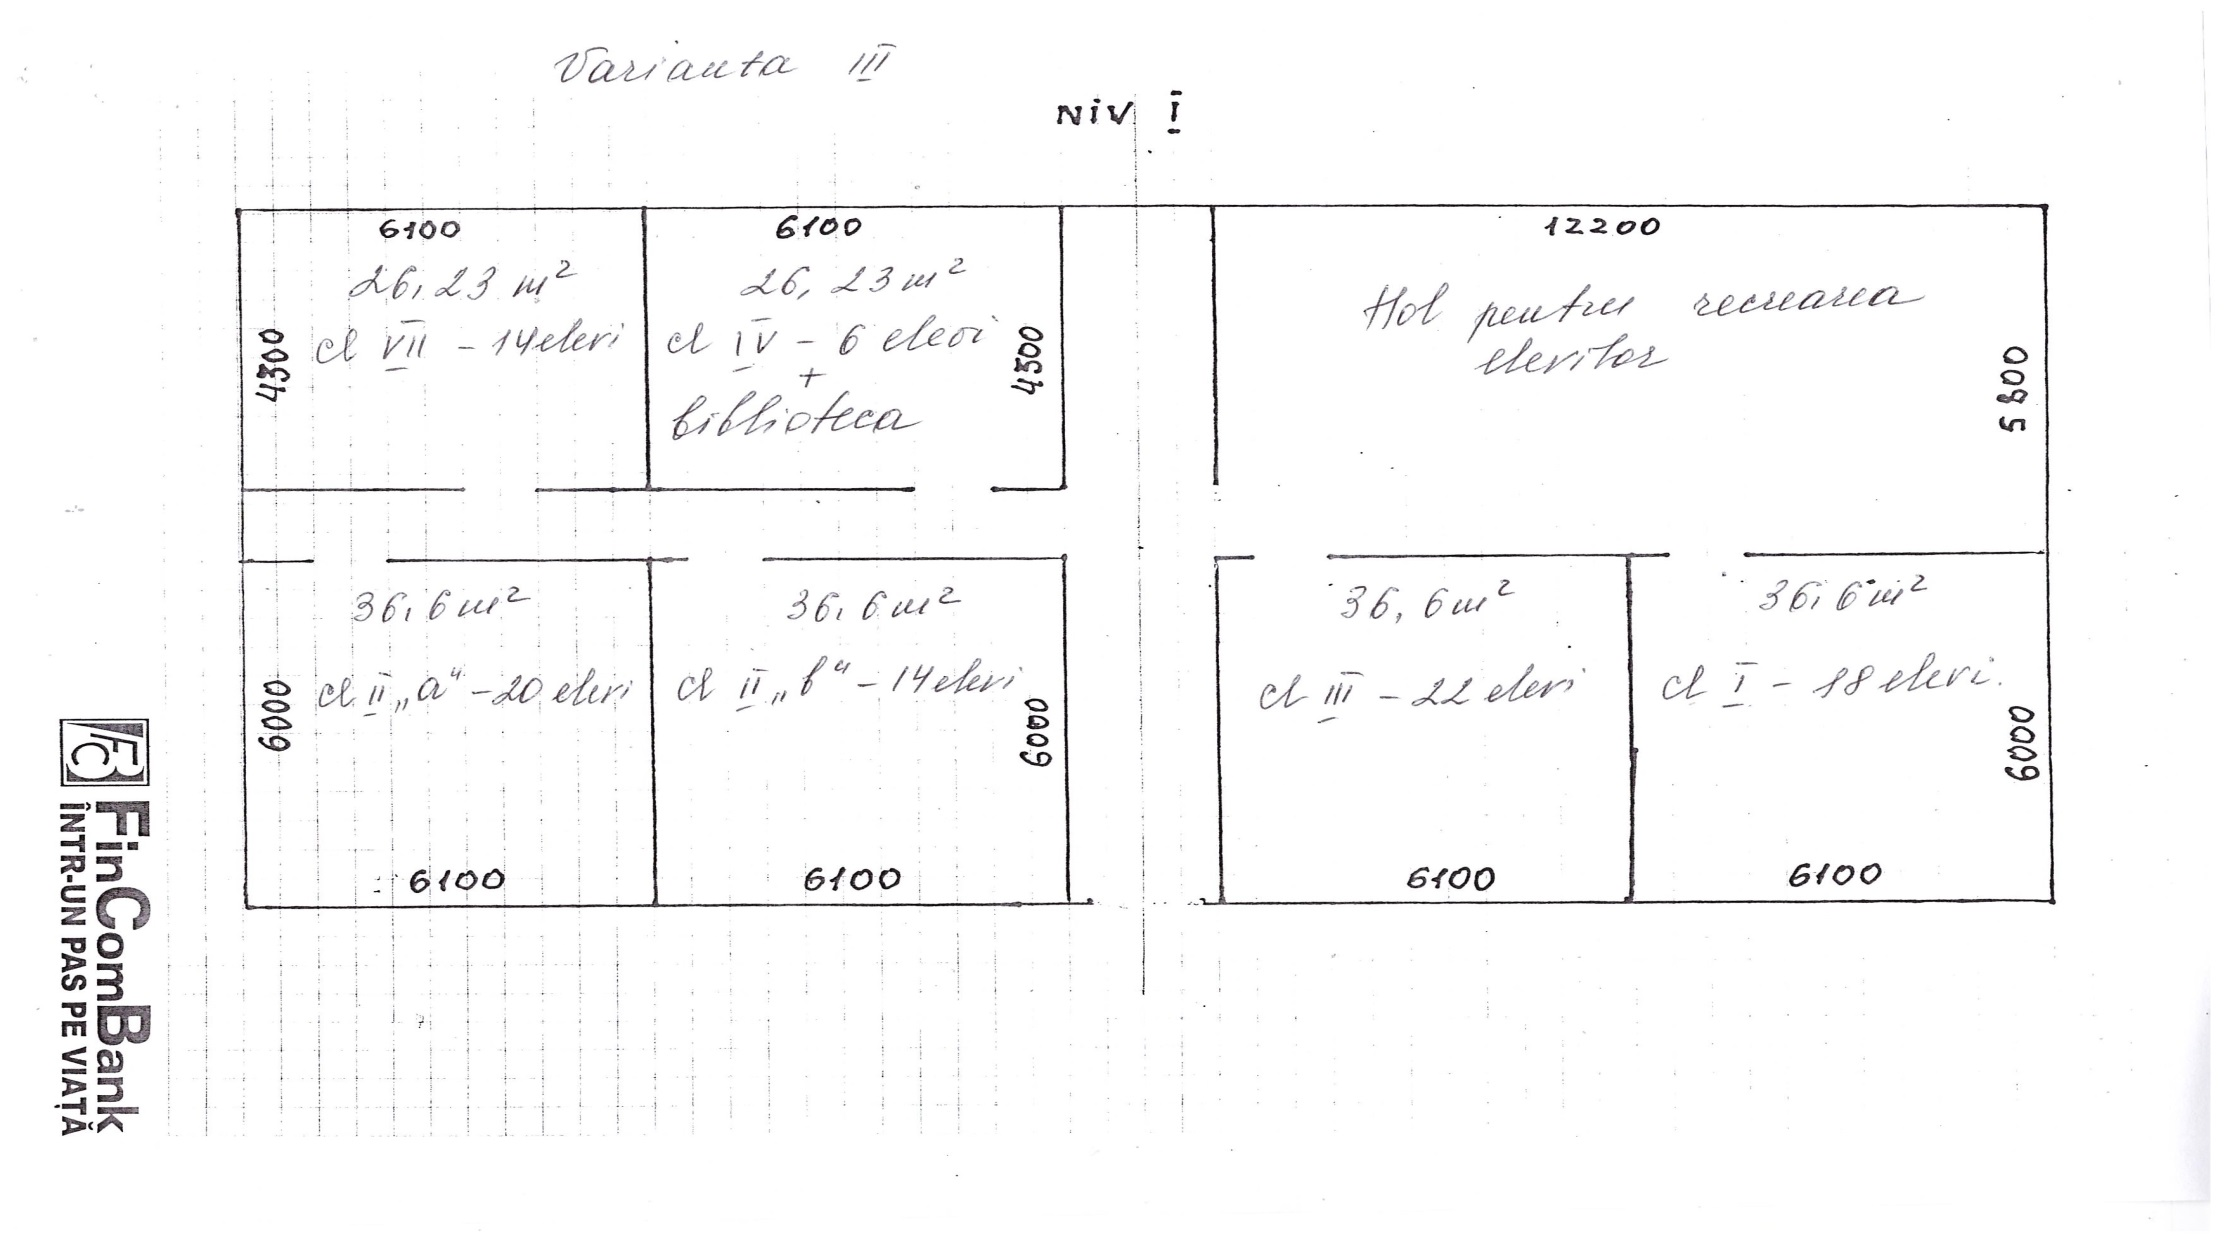 Varianta III
NIV I
6100
26,23 m²
cl VII - 14 elevi
4300
6100
26,23 m²
cl IV - 6 elevi
+
biblioteca
4300
12200
Hol pentru recrearea
elevilor
5800
36,6 m²
cl II „a" - 20 elevi
6000
6100
36,6 m²
cl II „b" - 14 elevi
6000
6100
36,6 m²
cl III - 22 elevi
6100
36,6 m²
cl I - 18 elevi.
6000
6100
FinComBank
ÎNTR-UN PAS PE VIAȚĂ